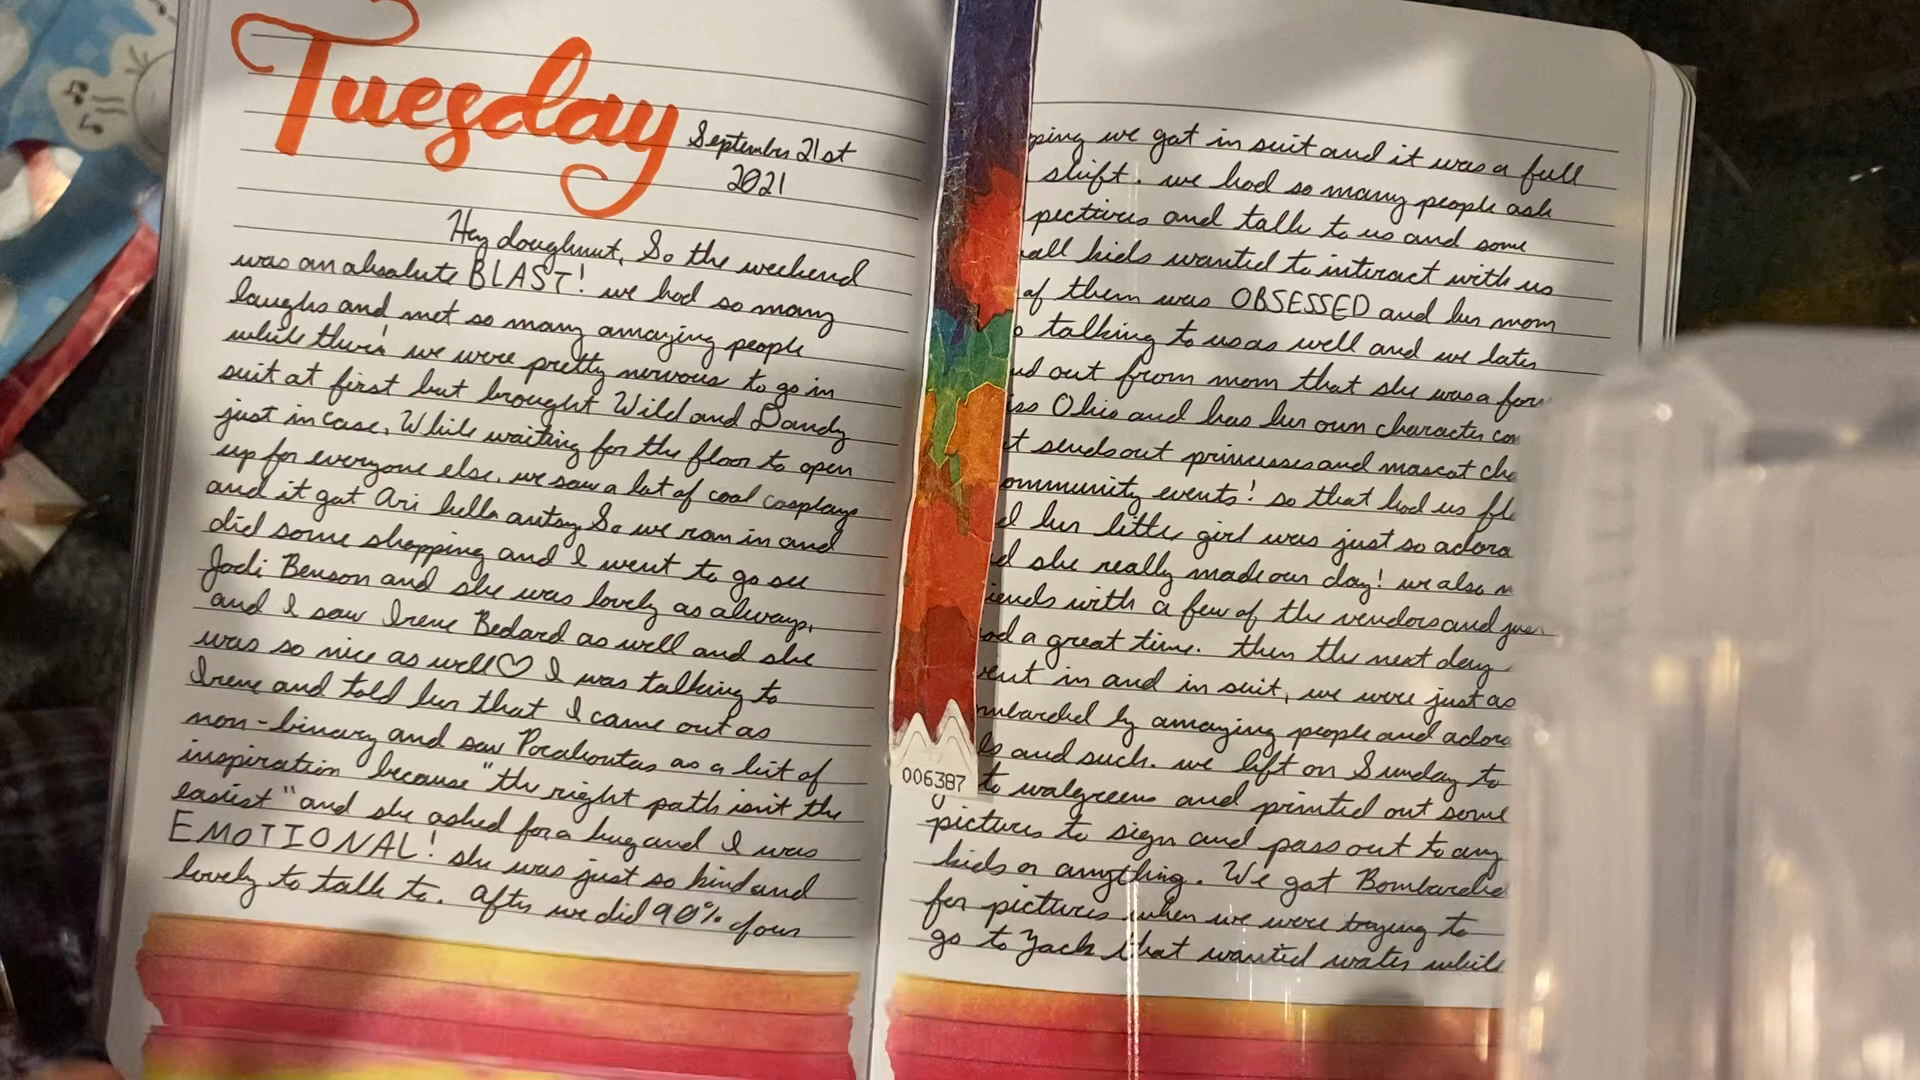 Tuesday
September 21st
2021
Hey doughnut, So the weekend
was an absolute BLAST! we had so many
laughs and met so many amazing people
while there! we were pretty nervous to go in
suit at first but brought Wild and Dandy
just incase. While waiting for the floor to open
up for everyone else, we saw a lot of cool cosplays
and it got Ari hella antsy So we ran in and
did some shopping and I went to go see
Jodi Benson and she was lovely as always,
and I saw Irene Bedard as well and she
was so nice as well♡ I was talking to
Irene and told her that I came out as
non-binary and saw Pocahontas as a bit of
inspiration because "the right path isn't the
easiest" and she asked for a hug and I was
EMOTIONAL! she was just so kind and
lovely to talk to. After we did 90% of our
006387
ping we got in suit and it was a full
shift. we had so many people ask
pictures and talk to us and some
all kids wanted to interact with us
of them was OBSESSED and her mom
talking to us as well and we later
out from mom that she was a
Ohio and has her own character
sends out princesses and mascot
ommunity events! so that had us
her little girl was just so adora
she really made our day! we also
iends with a few of the vendors and
a great time. then the next day
in and in suit, we were just as
mbarded by amazing people and adora
and such. we left on Sunday to
to walgreens and printed out some
pictures to sign and pass out to any
kids or anything. We got Bombarde
for pictures when we were trying to
go to Zack that wanted water while